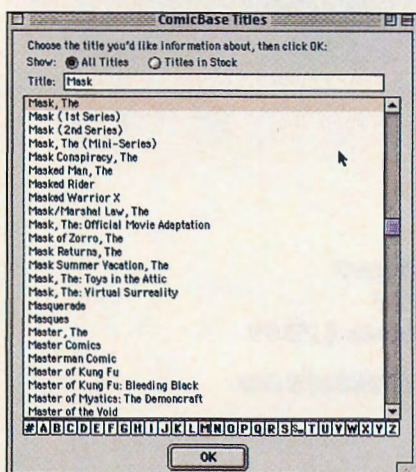 ComicBase Titles
Choose the title you'd like information about, then click OK:
Show: All Titles Titles in Stock
Title: Mask
Mask, The
Mask (1st Series)
Mask (2nd Series)
Mask, The (Mini-Series)
Mask Conspiracy, The
Masked Man, The
Masked Rider
Masked Warrior X
Mask/Marshal Law, The
Mask, The: Official Movie Adaptation
Mask of Zorro, The
Mask Returns, The
Mask Summer Vacation, The
Mask, The: Toys in the Attic
Mask, The: Virtual Surreality
Masquerade
Masques
Master, The
Master Comics
Masterman Comic
Master of Kung Fu
Master of Kung Fu: Bleeding Black
Master of Mystics: The Demoncraft
Master of the Void
# A B C D E F G H I J K L M N O P Q R S T U V W X Y Z
OK